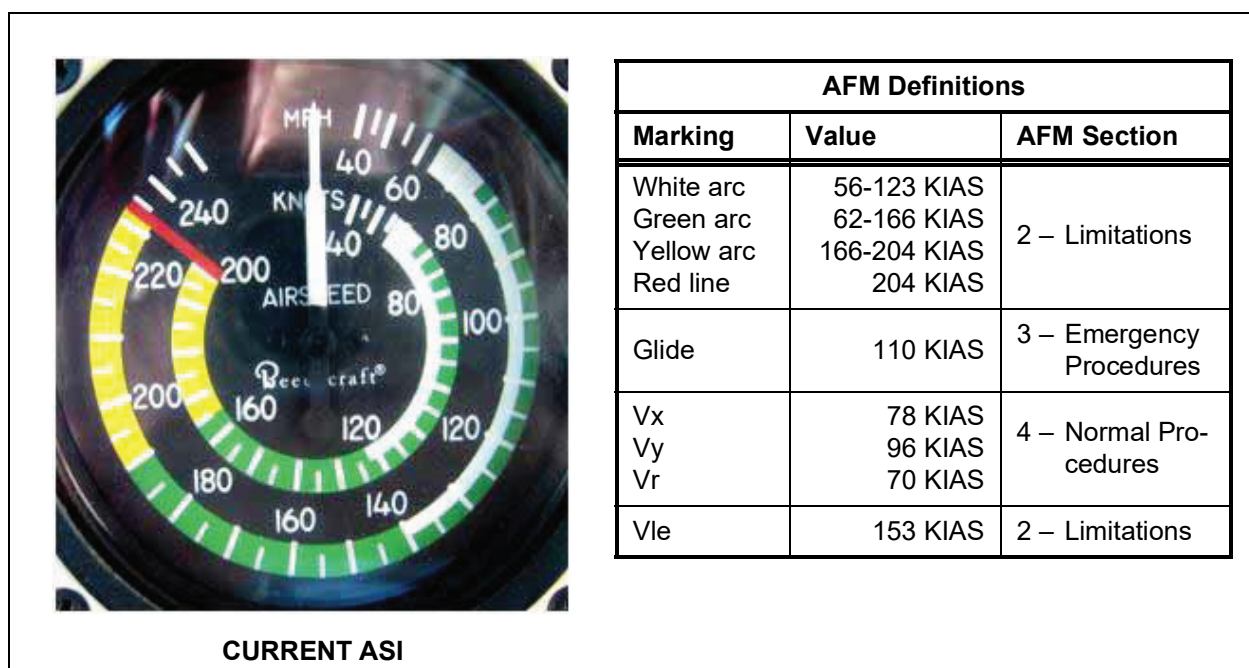 MPH
40
60
240
KNOTS
40
80
220
200
AIRSPEED
80
100
Beechcraft®
200
160
120
120
180
160
140
CURRENT ASI
AFM Definitions
Marking Value AFM Section
White arc 56-123 KIAS
Green arc 62-166 KIAS
Yellow arc 166-204 KIAS
Red line 204 KIAS
2 – Limitations
Glide 110 KIAS
3 – Emergency
Procedures
Vx 78 KIAS
Vy 96 KIAS
Vr 70 KIAS
4 – Normal Pro-
cedures
Vle 153 KIAS 2 – Limitations